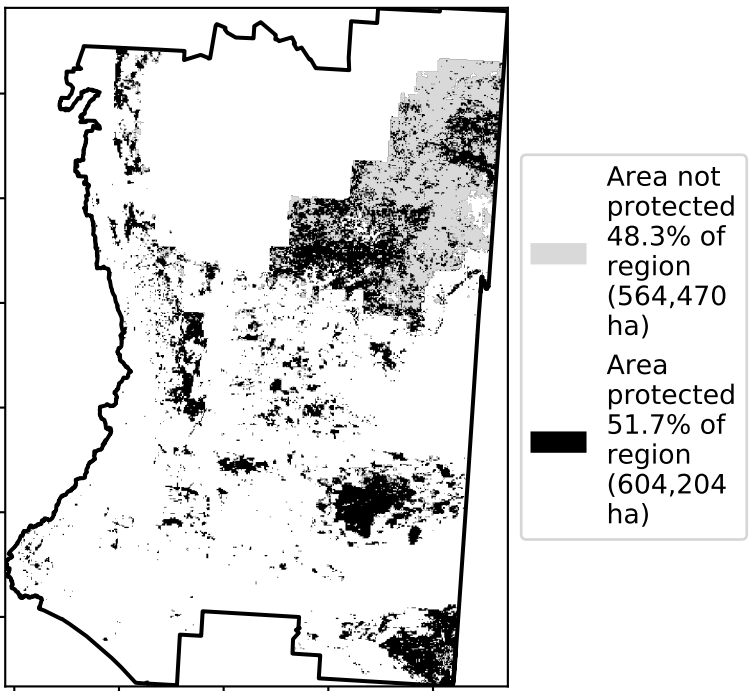 Area not
protected
48.3% of
region
(564,470
ha)
Area
protected
51.7% of
region
(604,204
ha)